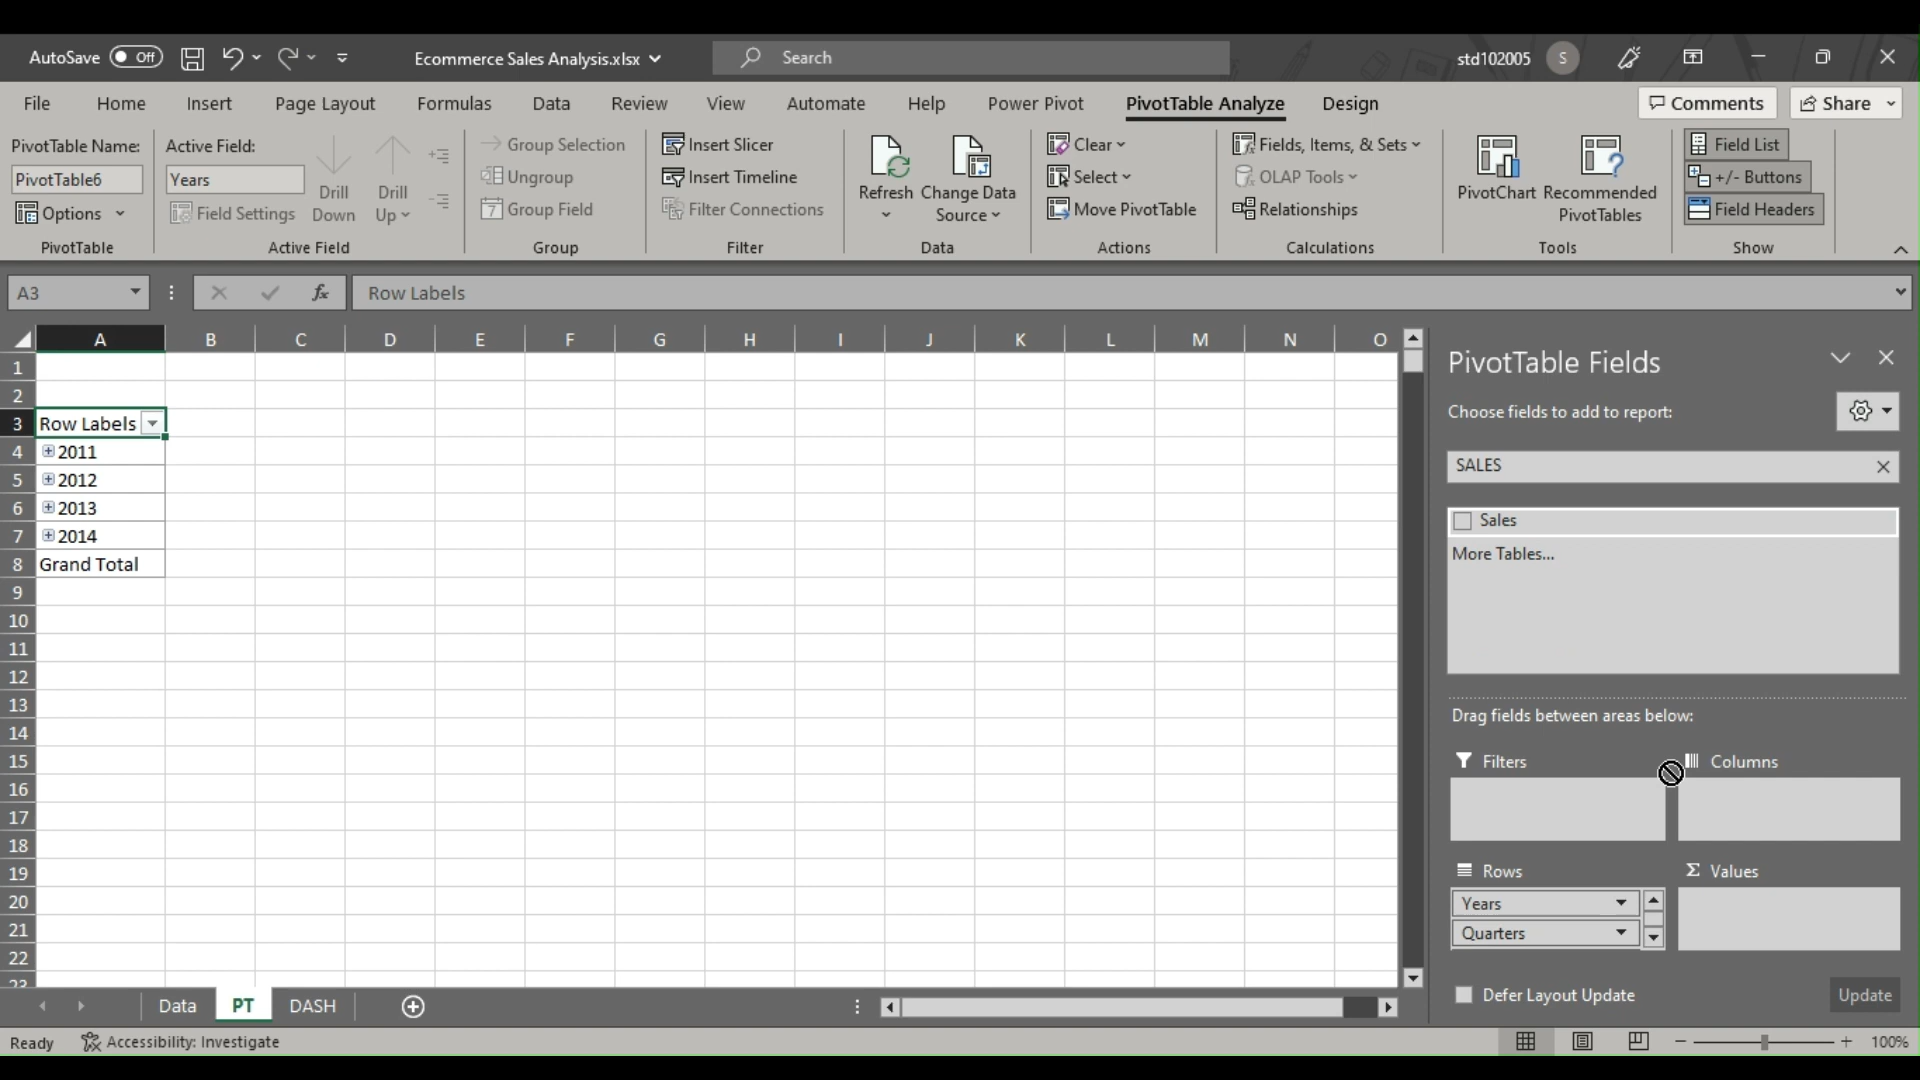 AutoSave Off Ecommerce Sales Analysis.xlsx Search std102005 S
File Home Insert Page Layout Formulas Data Review View Automate Help Power Pivot PivotTable Analyze Design Comments Share
PivotTable Name:
PivotTable6
Options
PivotTable
Active Field:
Years
Field Settings
Drill Down
Drill Up
Active Field
Group Selection
Ungroup
7 Group Field
Group
Insert Slicer
Insert Timeline
Filter Connections
Filter
Refresh
Change Data Source
Data
Clear
Select
Move PivotTable
Actions
Fields, Items, & Sets
OLAP Tools
Relationships
Calculations
PivotChart
Recommended PivotTables
Tools
Field List
+/- Buttons
Field Headers
Show
A3 fx Row Labels
A B C D E F G H I J K L M N O
1
2
3 Row Labels
4 2011
5 2012
6 2013
7 2014
8 Grand Total
9
10
11
12
13
14
15
16
17
18
19
20
21
22
23
PivotTable Fields
Choose fields to add to report:
SALES
Sales
More Tables...
Drag fields between areas below:
Filters
Columns
Rows
Years
Quarters
Σ Values
Defer Layout Update
Update
Data PT DASH
Ready Accessibility: Investigate 100%